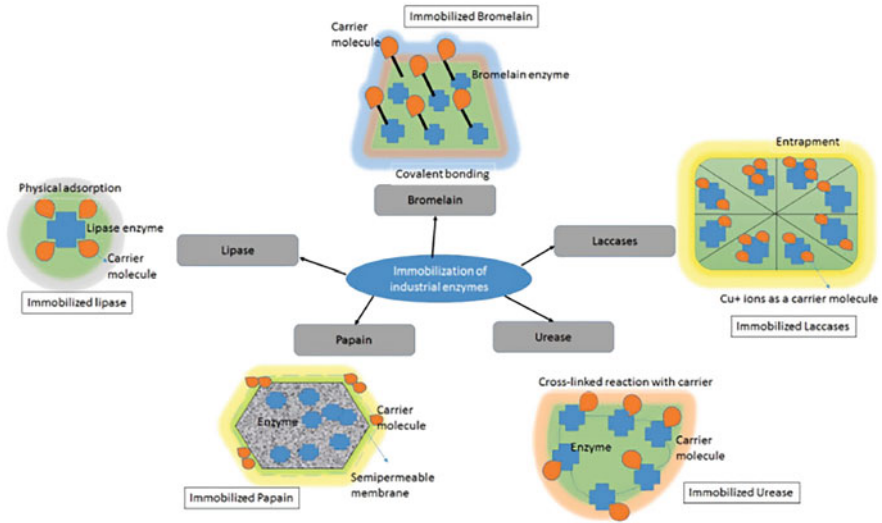 Immobilized Bromelain
Carrier
molecule
Bromelain enzyme
Covalent bonding
Bromelain
Entrapment
Physical adsorption
Lipase enzyme
Carrier
molecule
Immobilized lipase
Lipase
Laccases
Immobilization of
industrial enzymes
Cu+ ions as a carrier molecule
Immobilized Laccases
Papain
Urease
Enzyme
Carrier
molecule
Semipermeable
membrane
Immobilized Papain
Cross-linked reaction with carrier
Enzyme
Carrier
molecule
Immobilized Urease